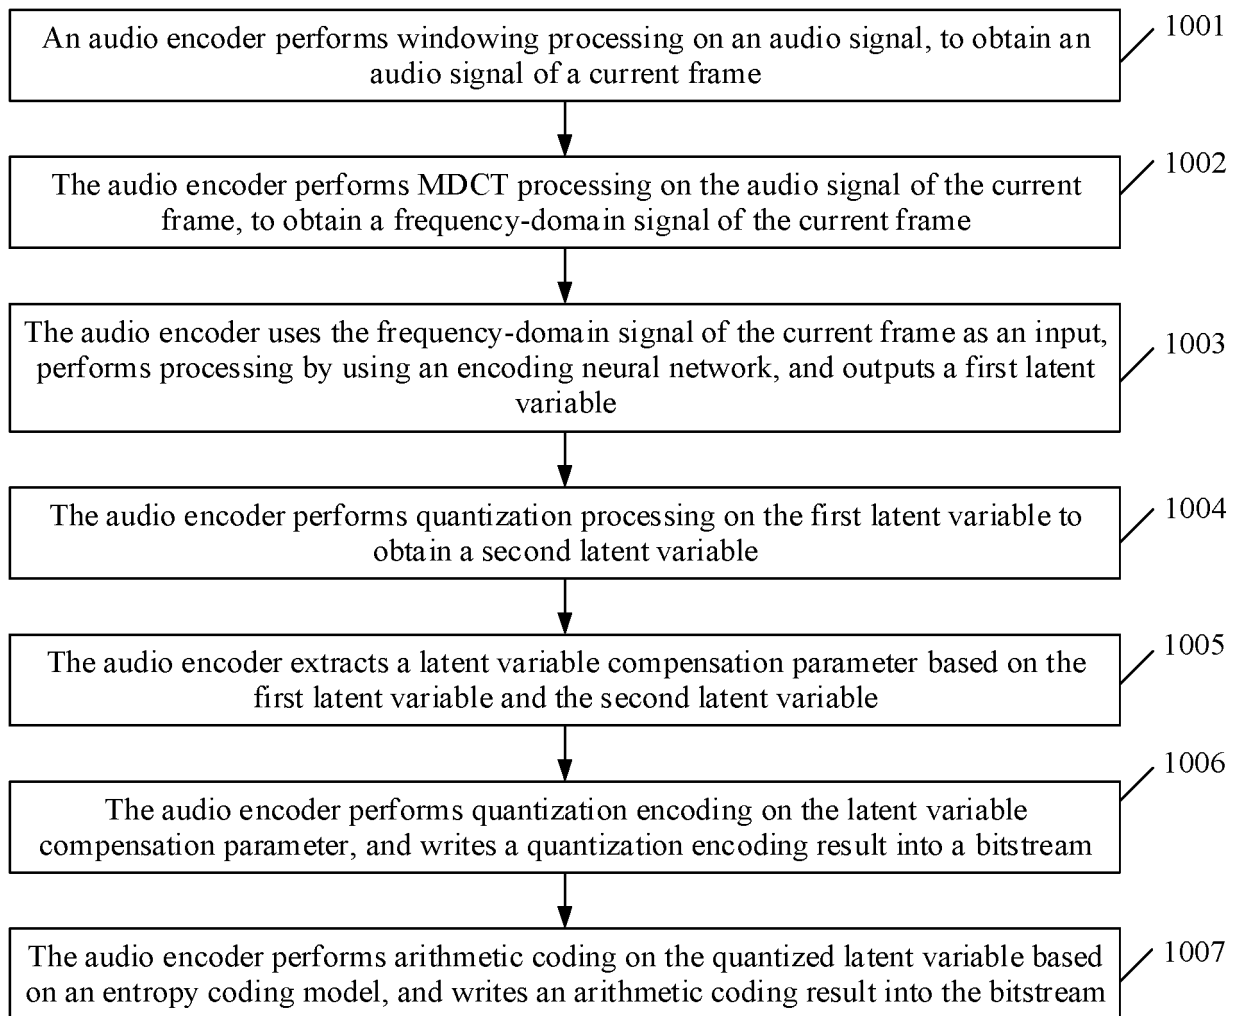 An audio encoder performs windowing processing on an audio signal, to obtain an
audio signal of a current frame
1001
The audio encoder performs MDCT processing on the audio signal of the current
frame, to obtain a frequency-domain signal of the current frame
1002
The audio encoder uses the frequency-domain signal of the current frame as an input,
performs processing by using an encoding neural network, and outputs a first latent
variable
1003
The audio encoder performs quantization processing on the first latent variable to
obtain a second latent variable
1004
The audio encoder extracts a latent variable compensation parameter based on the
first latent variable and the second latent variable
1005
The audio encoder performs quantization encoding on the latent variable
compensation parameter, and writes a quantization encoding result into a bitstream
1006
The audio encoder performs arithmetic coding on the quantized latent variable based
on an entropy coding model, and writes an arithmetic coding result into the bitstream
1007